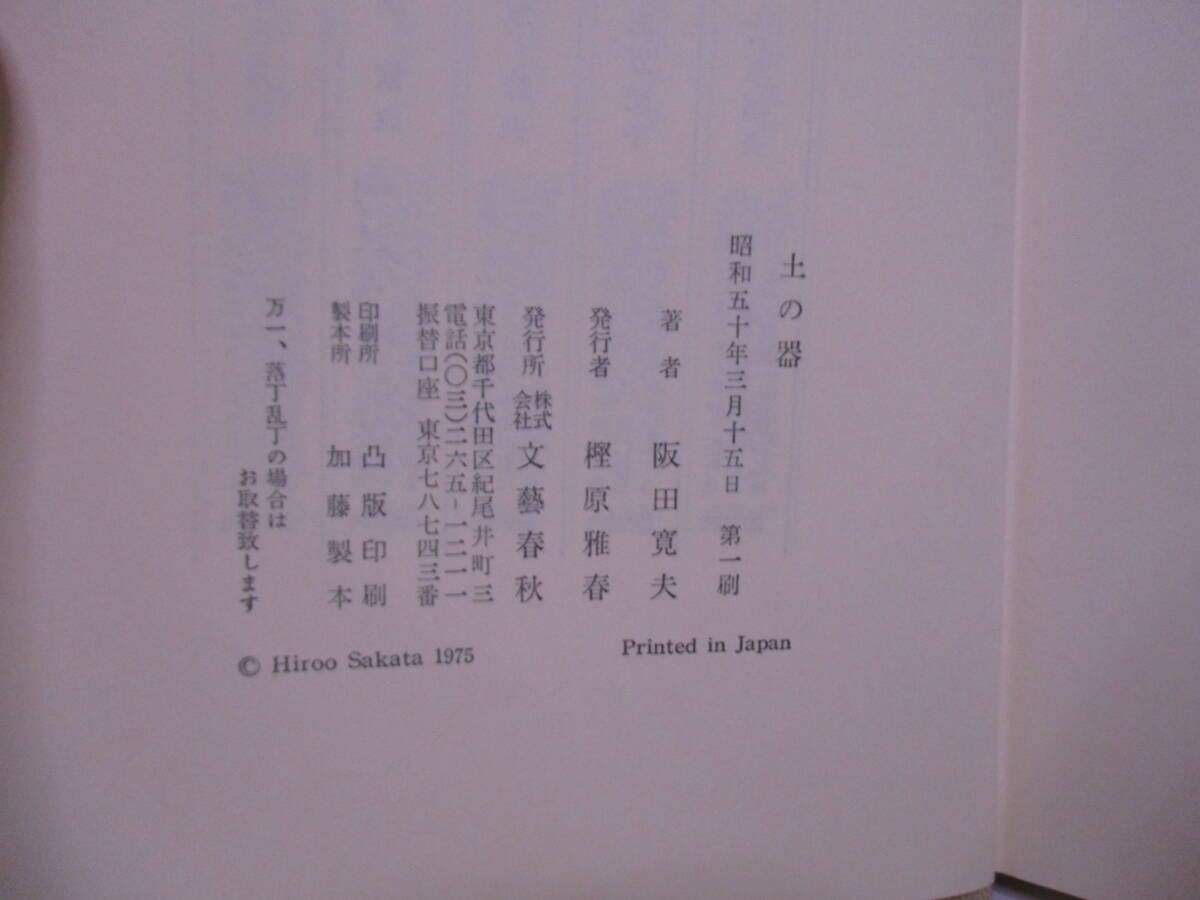 土の器
昭和五十年三月十五日　第一刷
著者　阪田寛夫
発行者　樫原雅春
発行所　株式会社　文藝春秋
東京都千代田区紀尾井町三
電話(〇三)二六五-一二一一
振替口座　東京七八七四三番
印刷所　凸版印刷
製本所　加藤製本
万一、落丁乱丁の場合は
お取替致します
Printed in Japan
© Hiroo Sakata 1975